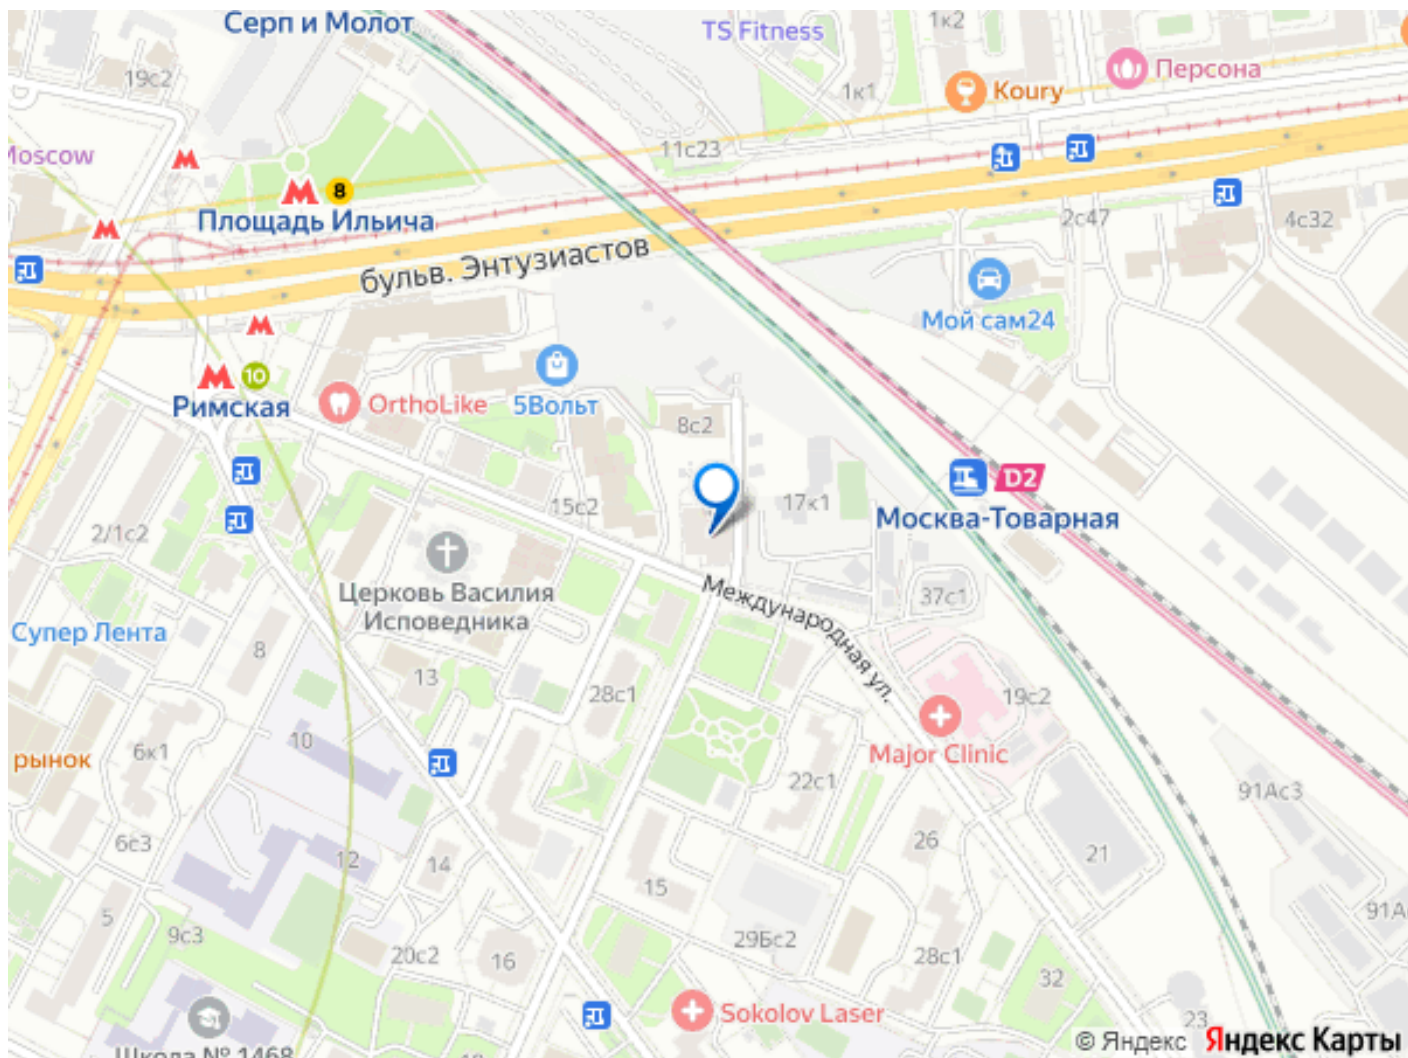 Серп и Молот
TS Fitness
1к2
Персона
19с2
1к1
Koury
11с23
Moscow
8
Площадь Ильича
2с47
4с32
бульв. Энтузиастов
Мой сам24
10
Римская
OrthoLike
5Вольт
8с2
D2
15с2
17к1
Москва-Товарная
2/1с2
Церковь Василия
Исповедника
Международная ул.
37с1
Супер Лента
8
13
28с1
19с2
10
6к1
рынок
Major Clinic
22с1
91Ас3
6с3
12
14
26
21
15
5
9с3
20с2
16
29Бс2
28с1
32
91А
23
Sokolov Laser
Школа № 1468
10
© Яндекс Яндекс Карты